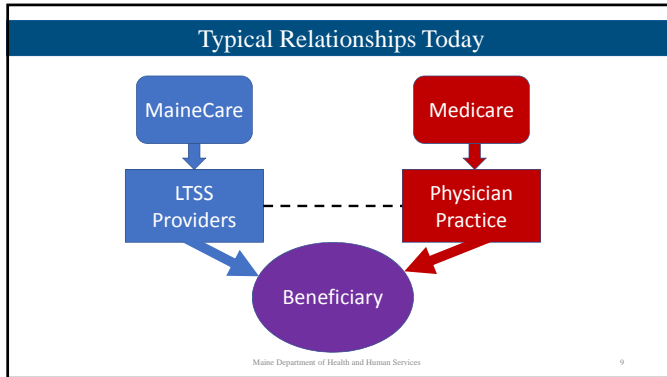 Typical Relationships Today
MaineCare
Medicare
LTSS
Providers
Physician
Practice
Beneficiary
Maine Department of Health and Human Services
9